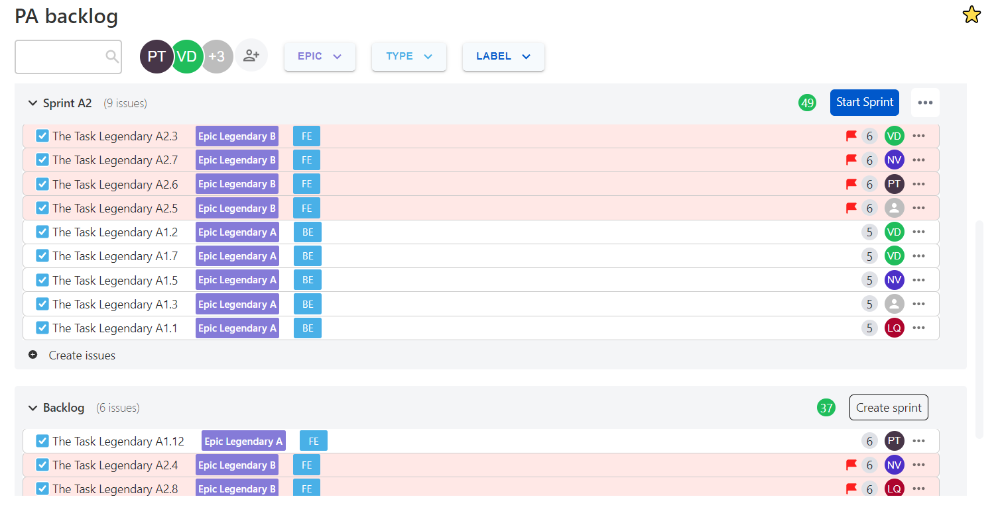 PA backlog
PT VD +3 EPIC TYPE LABEL
Sprint A2 (9 issues) 49 Start Sprint
The Task Legendary A2.3 Epic Legendary B FE 6 VD
The Task Legendary A2.7 Epic Legendary B FE 6 NV
The Task Legendary A2.6 Epic Legendary B FE 6 PT
The Task Legendary A2.5 Epic Legendary B FE 6
The Task Legendary A1.2 Epic Legendary A BE 5 VD
The Task Legendary A1.7 Epic Legendary A BE 5 VD
The Task Legendary A1.5 Epic Legendary A BE 5 NV
The Task Legendary A1.3 Epic Legendary A BE 5
The Task Legendary A1.1 Epic Legendary A BE 5 LQ
Create issues
Backlog (6 issues) 37 Create sprint
The Task Legendary A1.12 Epic Legendary A FE 6 PT
The Task Legendary A2.4 Epic Legendary B FE 6 NV
The Task Legendary A2.8 Epic Legendary B FE 6 LQ